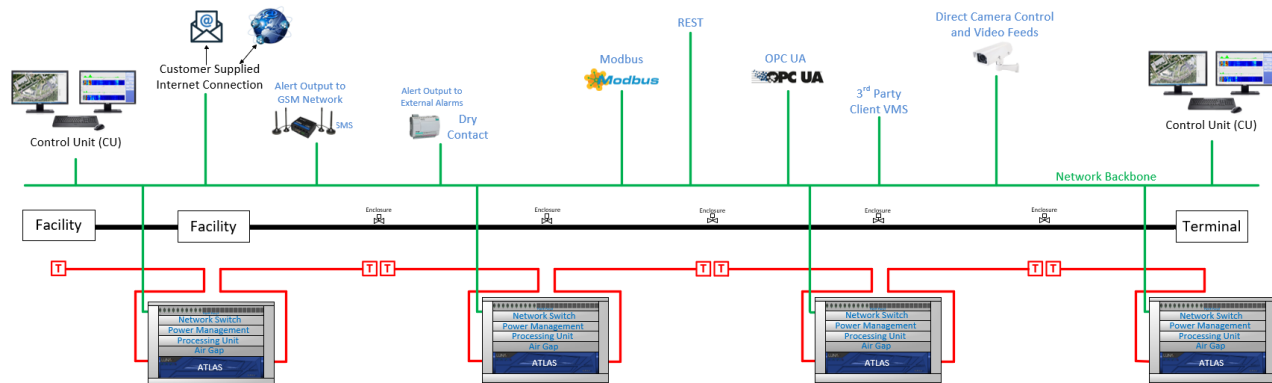 REST
Direct Camera Control
and Video Feeds
@
Customer Supplied
Internet Connection
Modbus
Modbus
OPC UA
OPC UA
Alert Output to
GSM Network
SMS
Alert Output to
External Alarms
Dry
Contact
3rd Party
Client VMS
Control Unit (CU)
Control Unit (CU)
Network Backbone
Facility
Facility
Enclosure
Enclosure
Enclosure
Enclosure
Enclosure
Terminal
T
T T
T T
T T
Network Switch
Power Management
Processing Unit
Air Gap
ATLAS
Network Switch
Power Management
Processing Unit
Air Gap
ATLAS
Network Switch
Power Management
Processing Unit
Air Gap
ATLAS
Network Switch
Power Management
Processing Unit
Air Gap
ATLAS